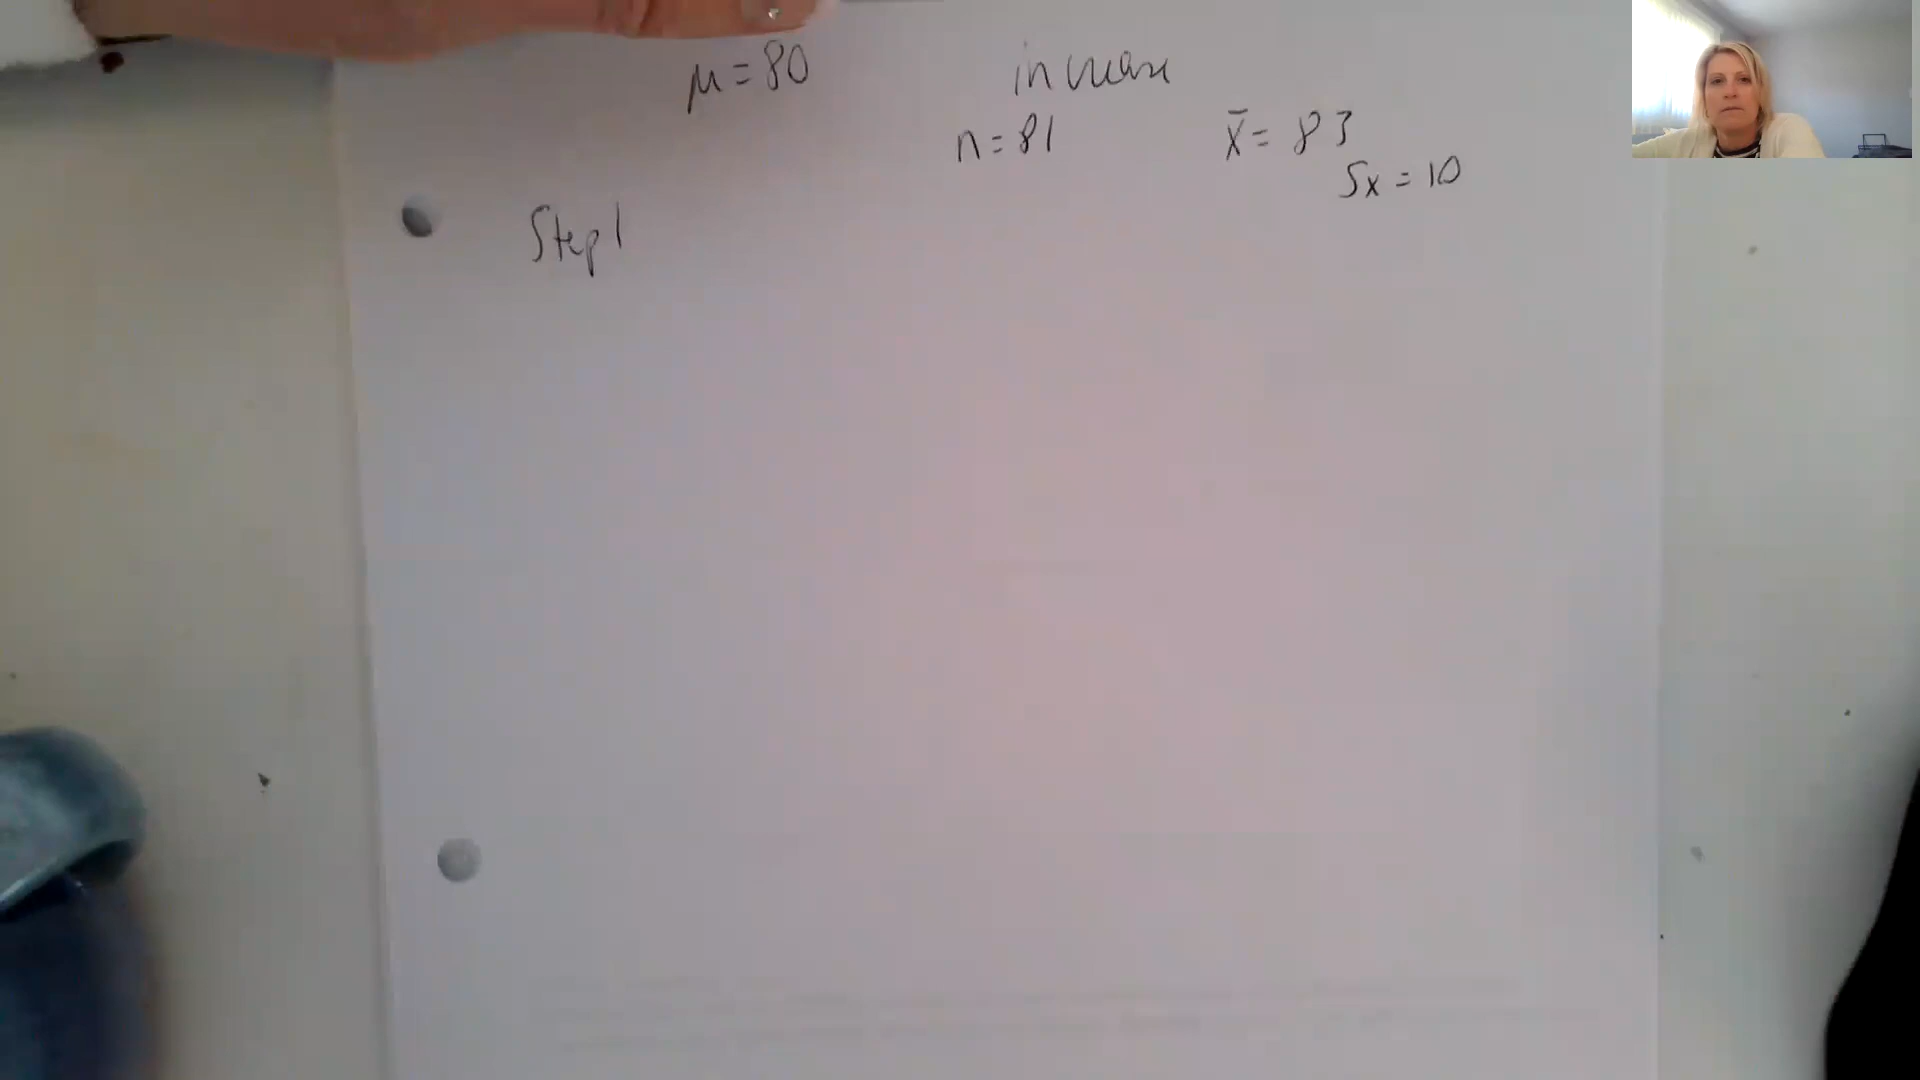 μ = 80 increase
n = 81 x̄ = 83
Sx = 10
Step 1